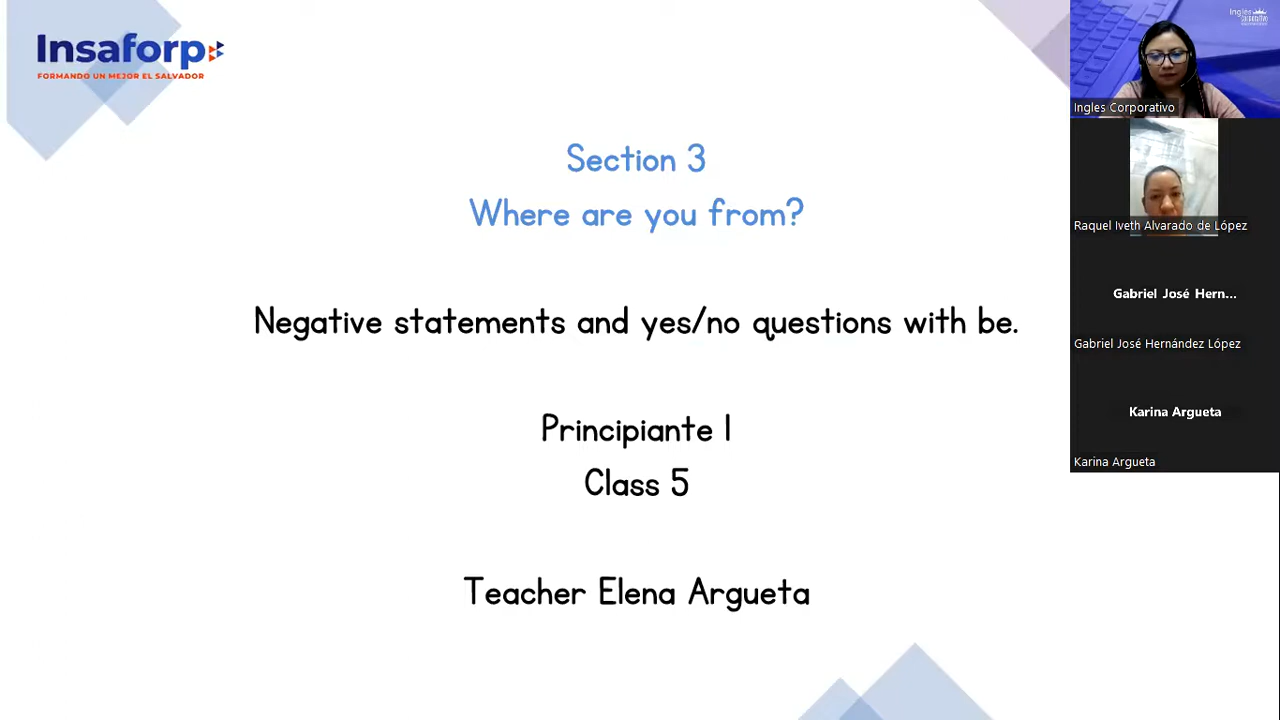 Insaforp
FORMANDO UN MEJOR EL SALVADOR
Section 3
Where are you from?
Negative statements and yes/no questions with be.
Principiante I
Class 5
Teacher Elena Argueta
Ingles
Ingles Corporativo
Raquel Iveth Alvarado de López
Gabriel José Hern...
Gabriel José Hernández López
Karina Argueta
Karina Argueta